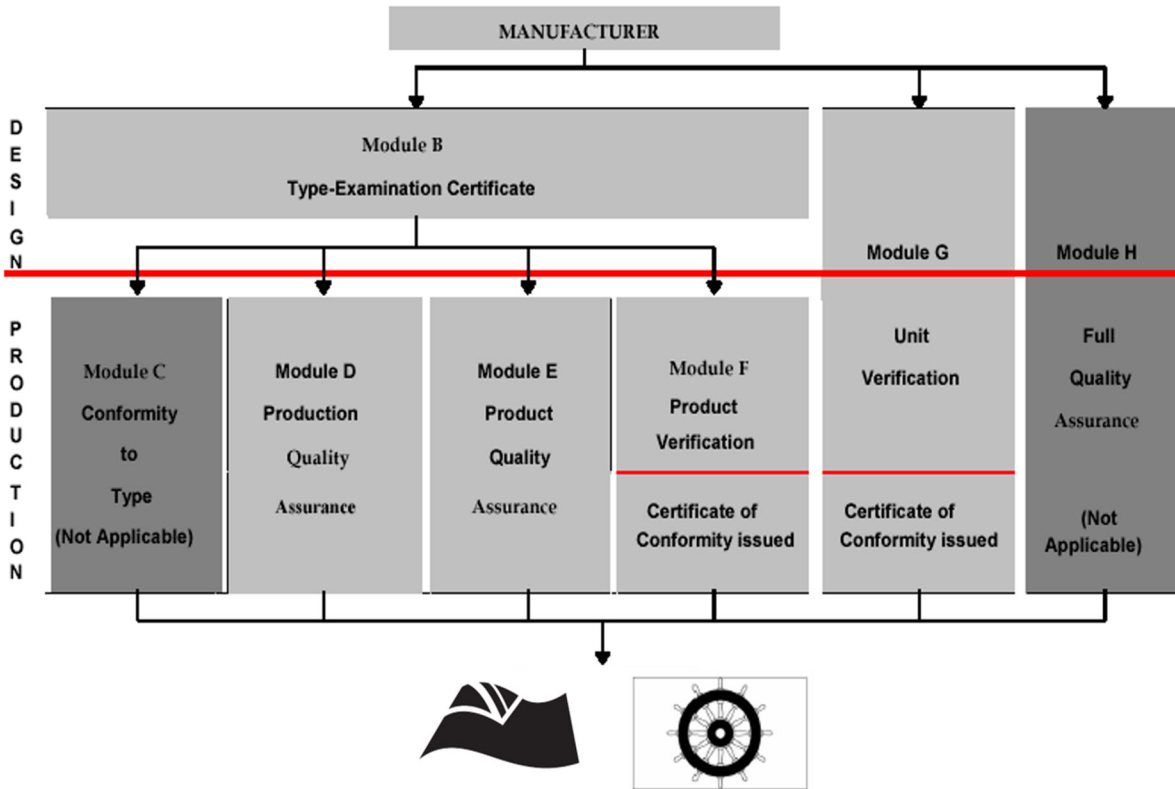 MANUFACTURER
DESIGN
Module B
Type-Examination Certificate
Module G
Module H
PRODUCTION
Module C
Conformity
to
Type
(Not Applicable)
Module D
Production
Quality
Assurance
Module E
Product
Quality
Assurance
Module F
Product
Verification
Certificate of
Conformity issued
Unit
Verification
Certificate of
Conformity issued
Full
Quality
Assurance
(Not
Applicable)